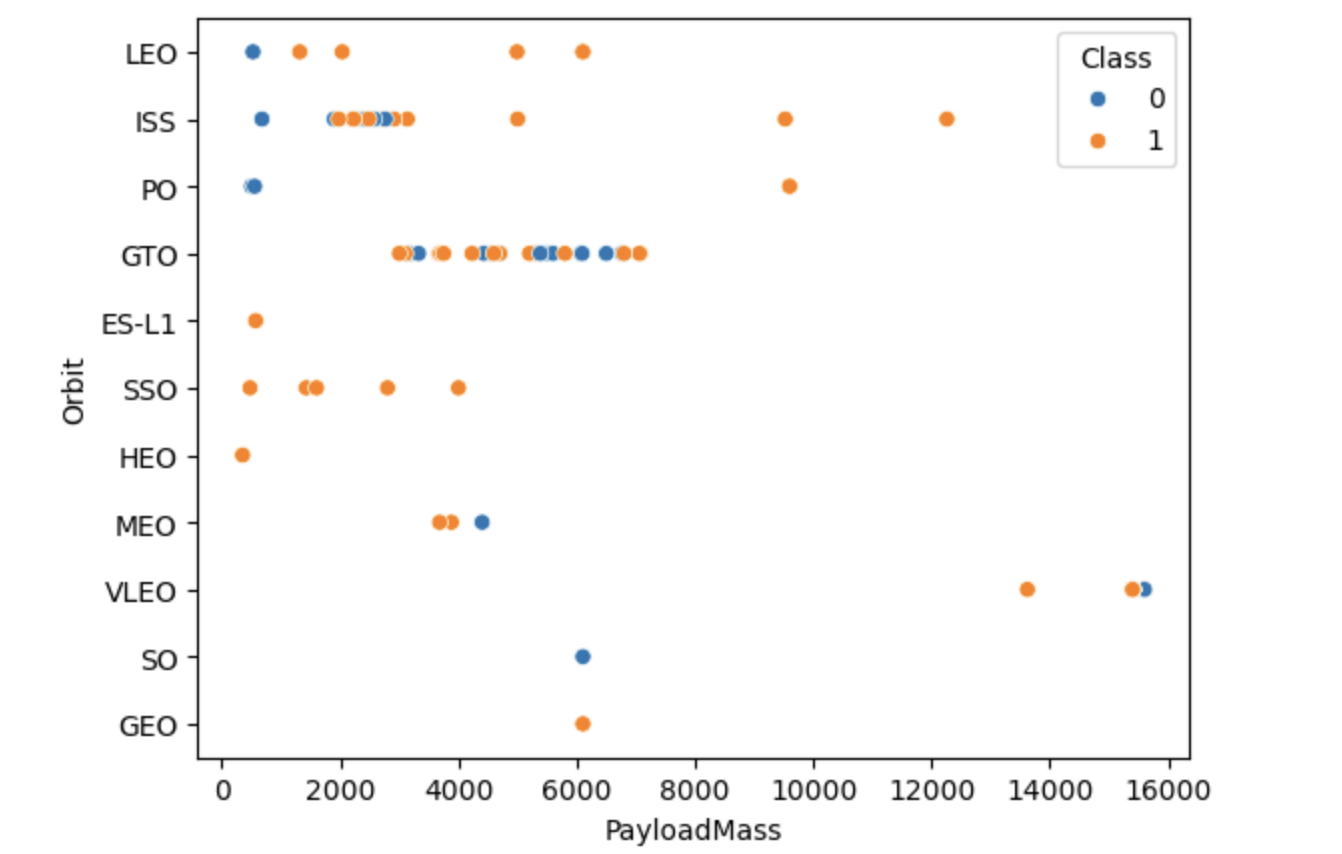 LEO
ISS
PO
GTO
ES-L1
SSO
HEO
MEO
VLEO
SO
GEO
Orbit
Class
0
1
0 2000 4000 6000 8000 10000 12000 14000 16000
PayloadMass